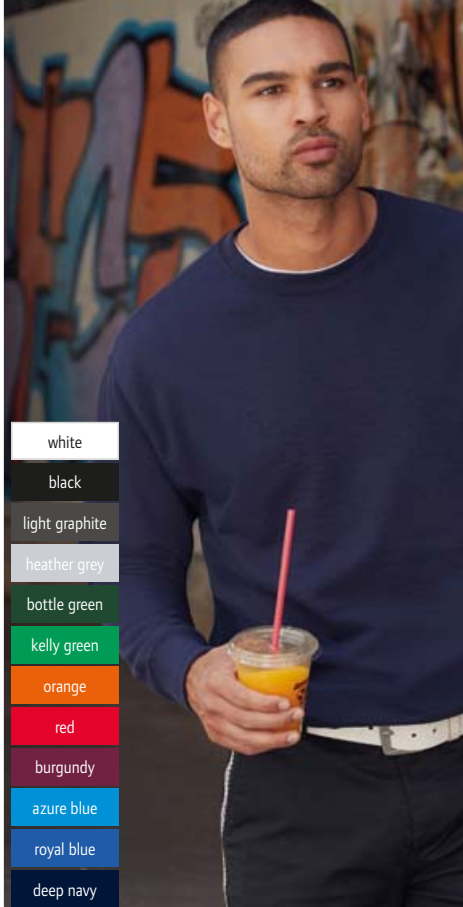 white
black
light graphite
heather grey
bottle green
kelly green
orange
red
burgundy
azure blue
royal blue
deep navy